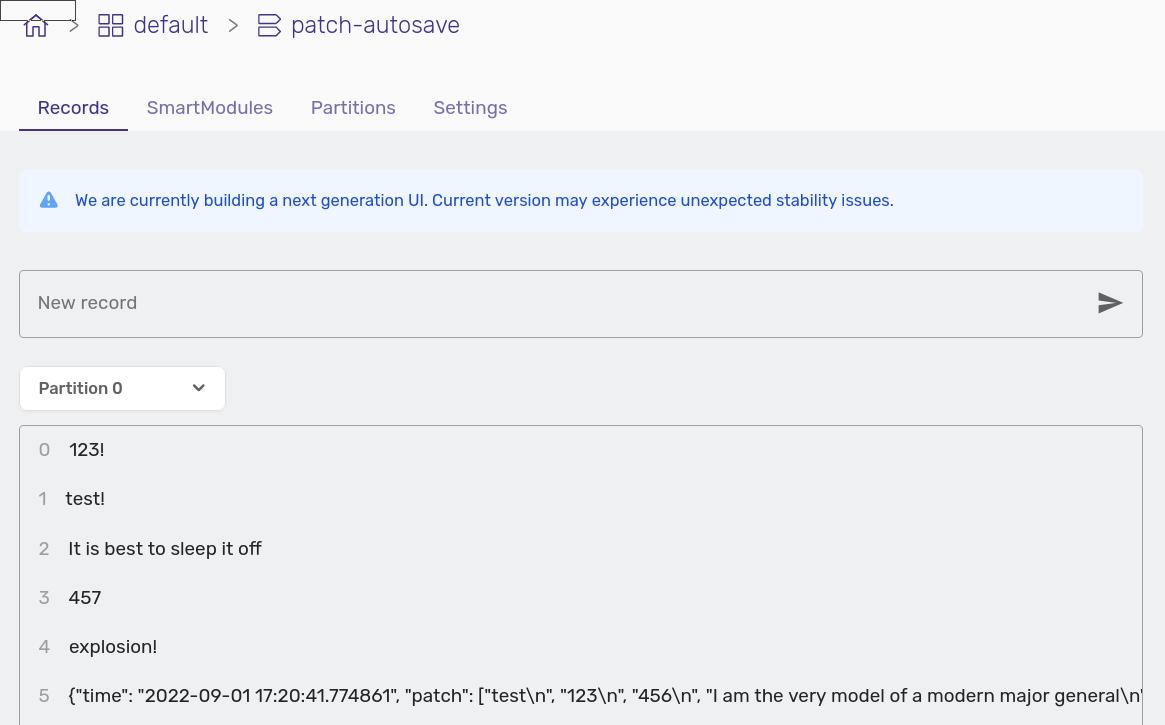 default > patch-autosave
Records SmartModules Partitions Settings
We are currently building a next generation UI. Current version may experience unexpected stability issues.
New record
Partition 0
0 123!
1 test!
2 It is best to sleep it off
3 457
4 explosion!
5 {"time": "2022-09-01 17:20:41.774861", "patch": ["test\n", "123\n", "456\n", "I am the very model of a modern major general\n"